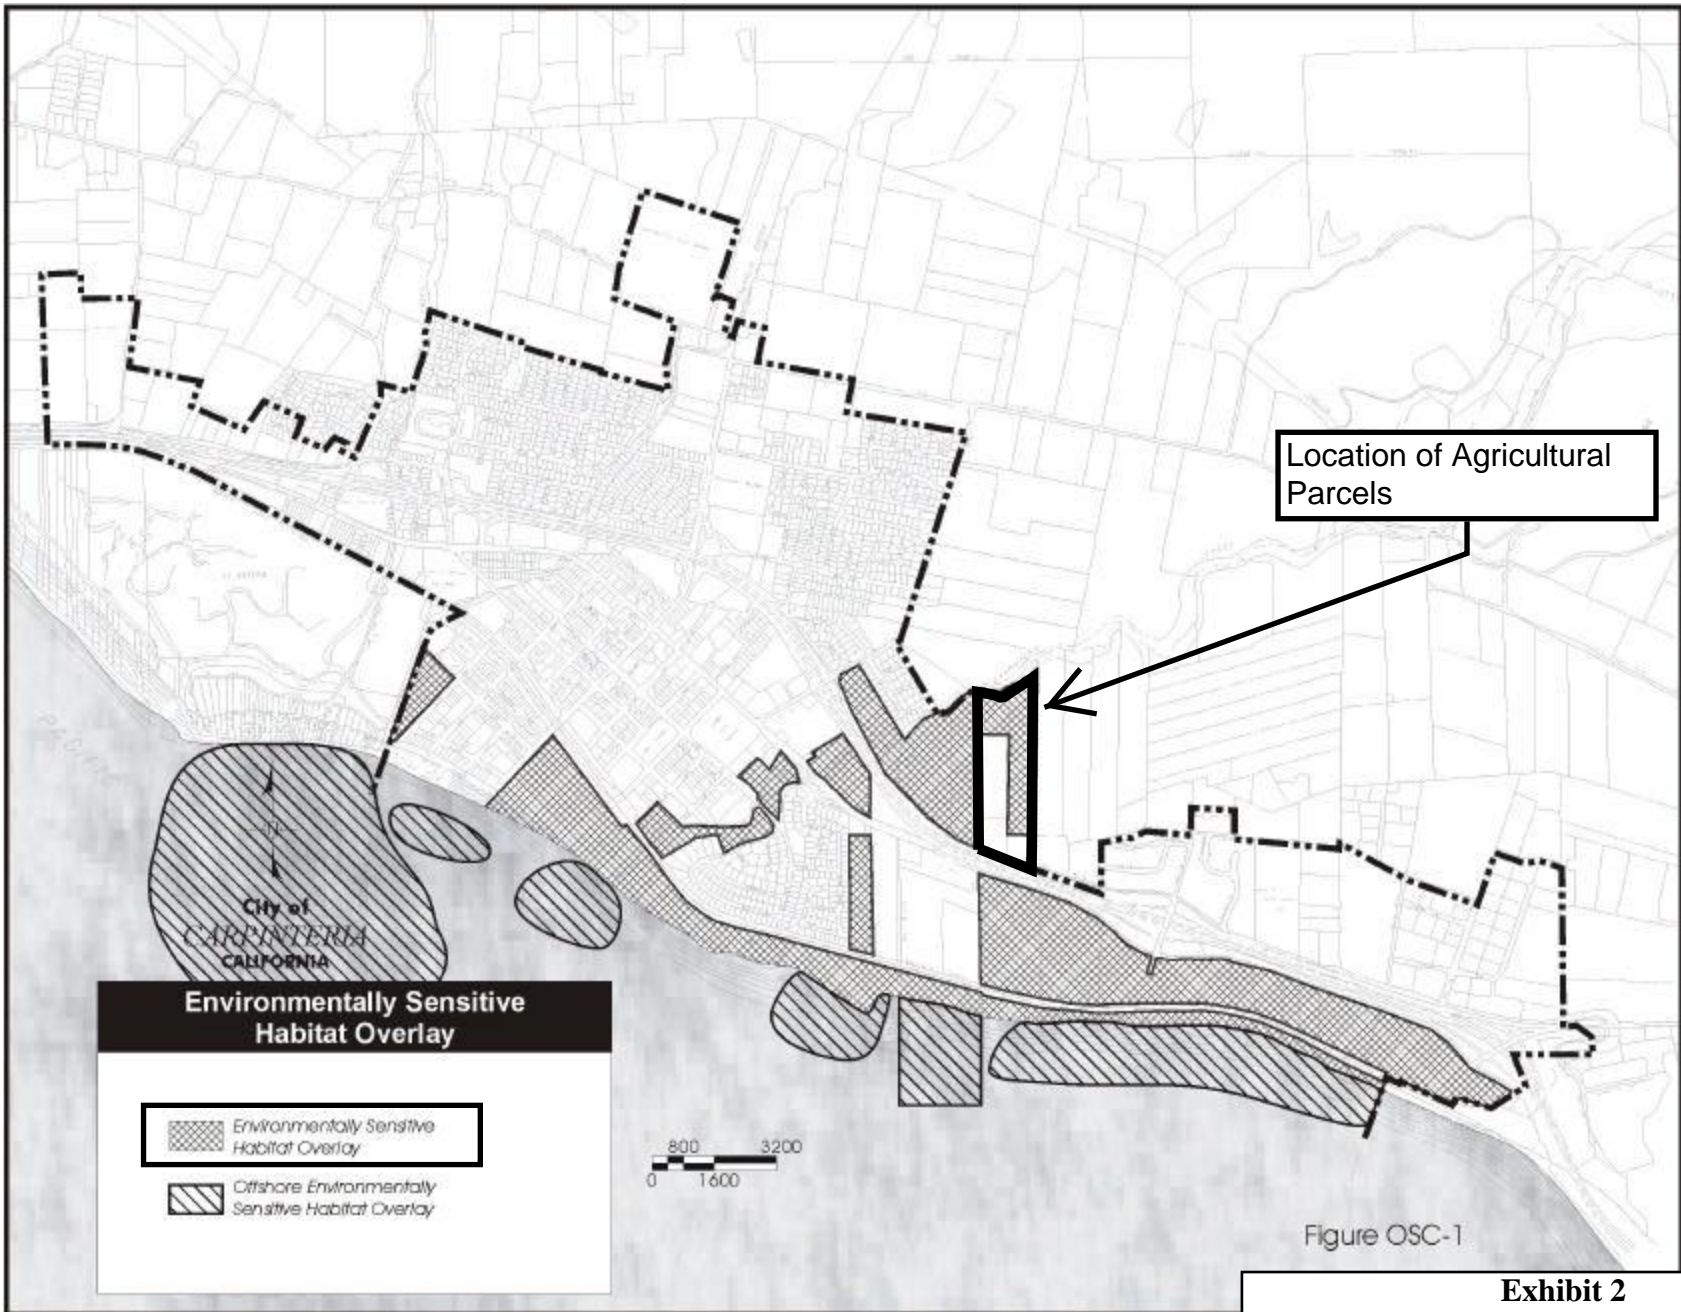 Location of Agricultural
Parcels
City of
CARPINTERIA
CALIFORNIA
Environmentally Sensitive
Habitat Overlay
Environmentally Sensitive
Habitat Overlay
Offshore Environmentally
Sensitive Habitat Overlay
800 3200
0 1600
Figure OSC-1
Exhibit 2